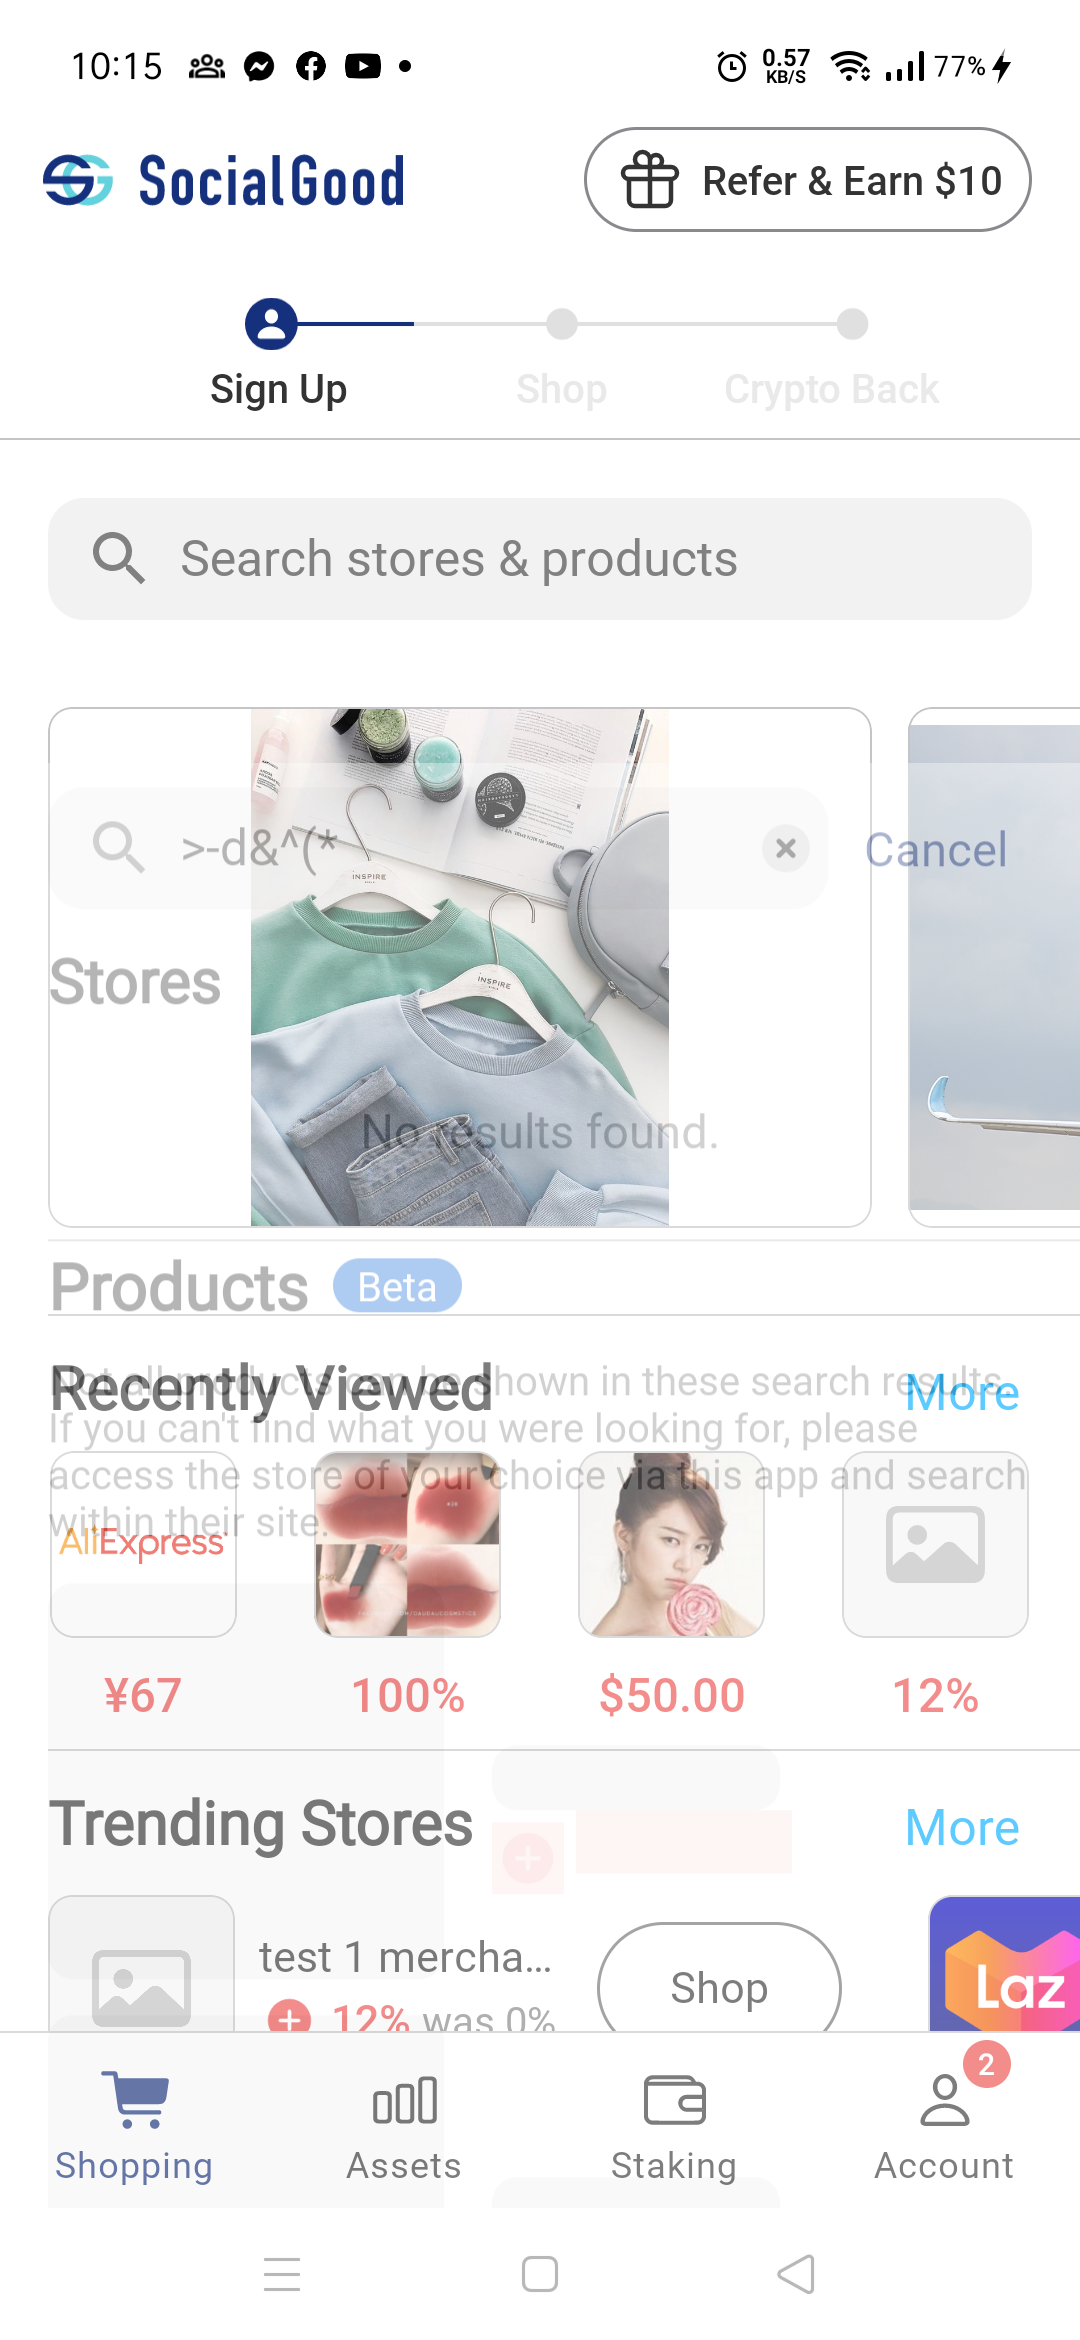 10:15
0.57
KB/S
77%
SocialGood
Refer & Earn $10
Sign Up
Shop
Crypto Back
Search stores & products
>-d&^(*
Cancel
INSPIRE
INSPIRE
Stores
No results found.
Products
Beta
Recently Viewed
More
Not all products can be shown in these search results.
If you can't find what you were looking for, please
access the store of your choice via this app and search
within their site.
AliExpress
¥67
100%
$50.00
12%
Trending Stores
More
test 1 mercha...
Shop
12% was 0%
Laz
2
Shopping
Assets
Staking
Account